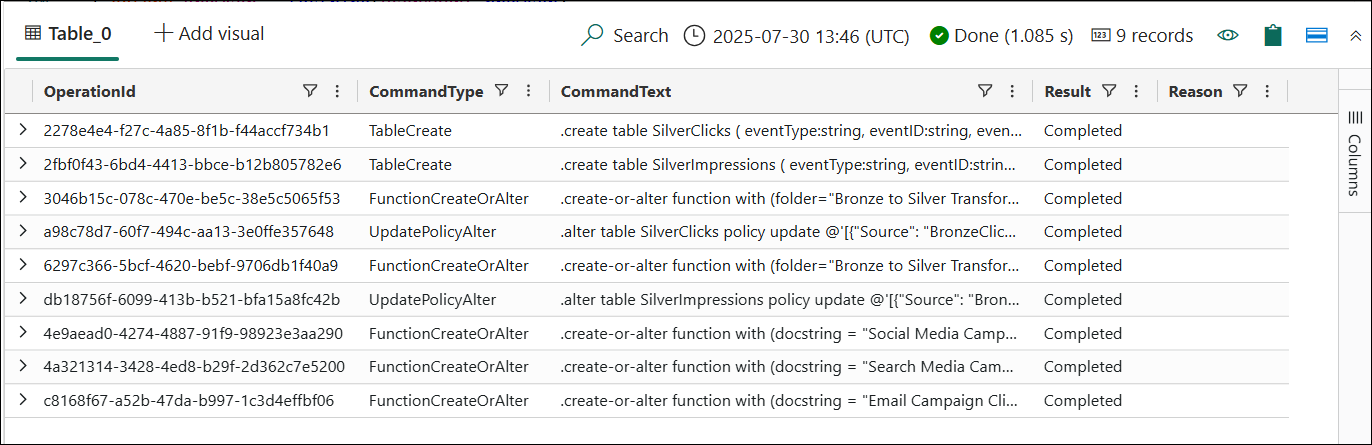 Table_0 Add visual Search 2025-07-30 13:46 (UTC) Done (1.085 s) 123 9 records
OperationId CommandType CommandText Result Reason
2278e4e4-f27c-4a85-8f1b-f44accf734b1 TableCreate .create table SilverClicks ( eventType:string, eventID:string, even... Completed
2fbf0f43-6bd4-4413-bbce-b12b805782e6 TableCreate .create table SilverImpressions ( eventType:string, eventID:strin... Completed
3046b15c-078c-470e-be5c-38e5c5065f53 FunctionCreateOrAlter .create-or-alter function with (folder="Bronze to Silver Transfor... Completed
a98c78d7-60f7-494c-aa13-3e0ffe357648 UpdatePolicyAlter .alter table SilverClicks policy update @'[{"Source": "BronzeClic... Completed
6297c366-5bcf-4620-bebf-9706db1f40a9 FunctionCreateOrAlter .create-or-alter function with (folder="Bronze to Silver Transfor... Completed
db18756f-6099-413b-b521-bfa15a8fc42b UpdatePolicyAlter .alter table SilverImpressions policy update @'[{"Source": "Bron... Completed
4e9aead0-4274-4887-91f9-98923e3aa290 FunctionCreateOrAlter .create-or-alter function with (docstring = "Social Media Camp... Completed
4a321314-3428-4ed8-b29f-2d362c7e5200 FunctionCreateOrAlter .create-or-alter function with (docstring = "Search Media Cam... Completed
c8168f67-a52b-47da-b997-1c3d4effbf06 FunctionCreateOrAlter .create-or-alter function with (docstring = "Email Campaign Cli... Completed
Columns